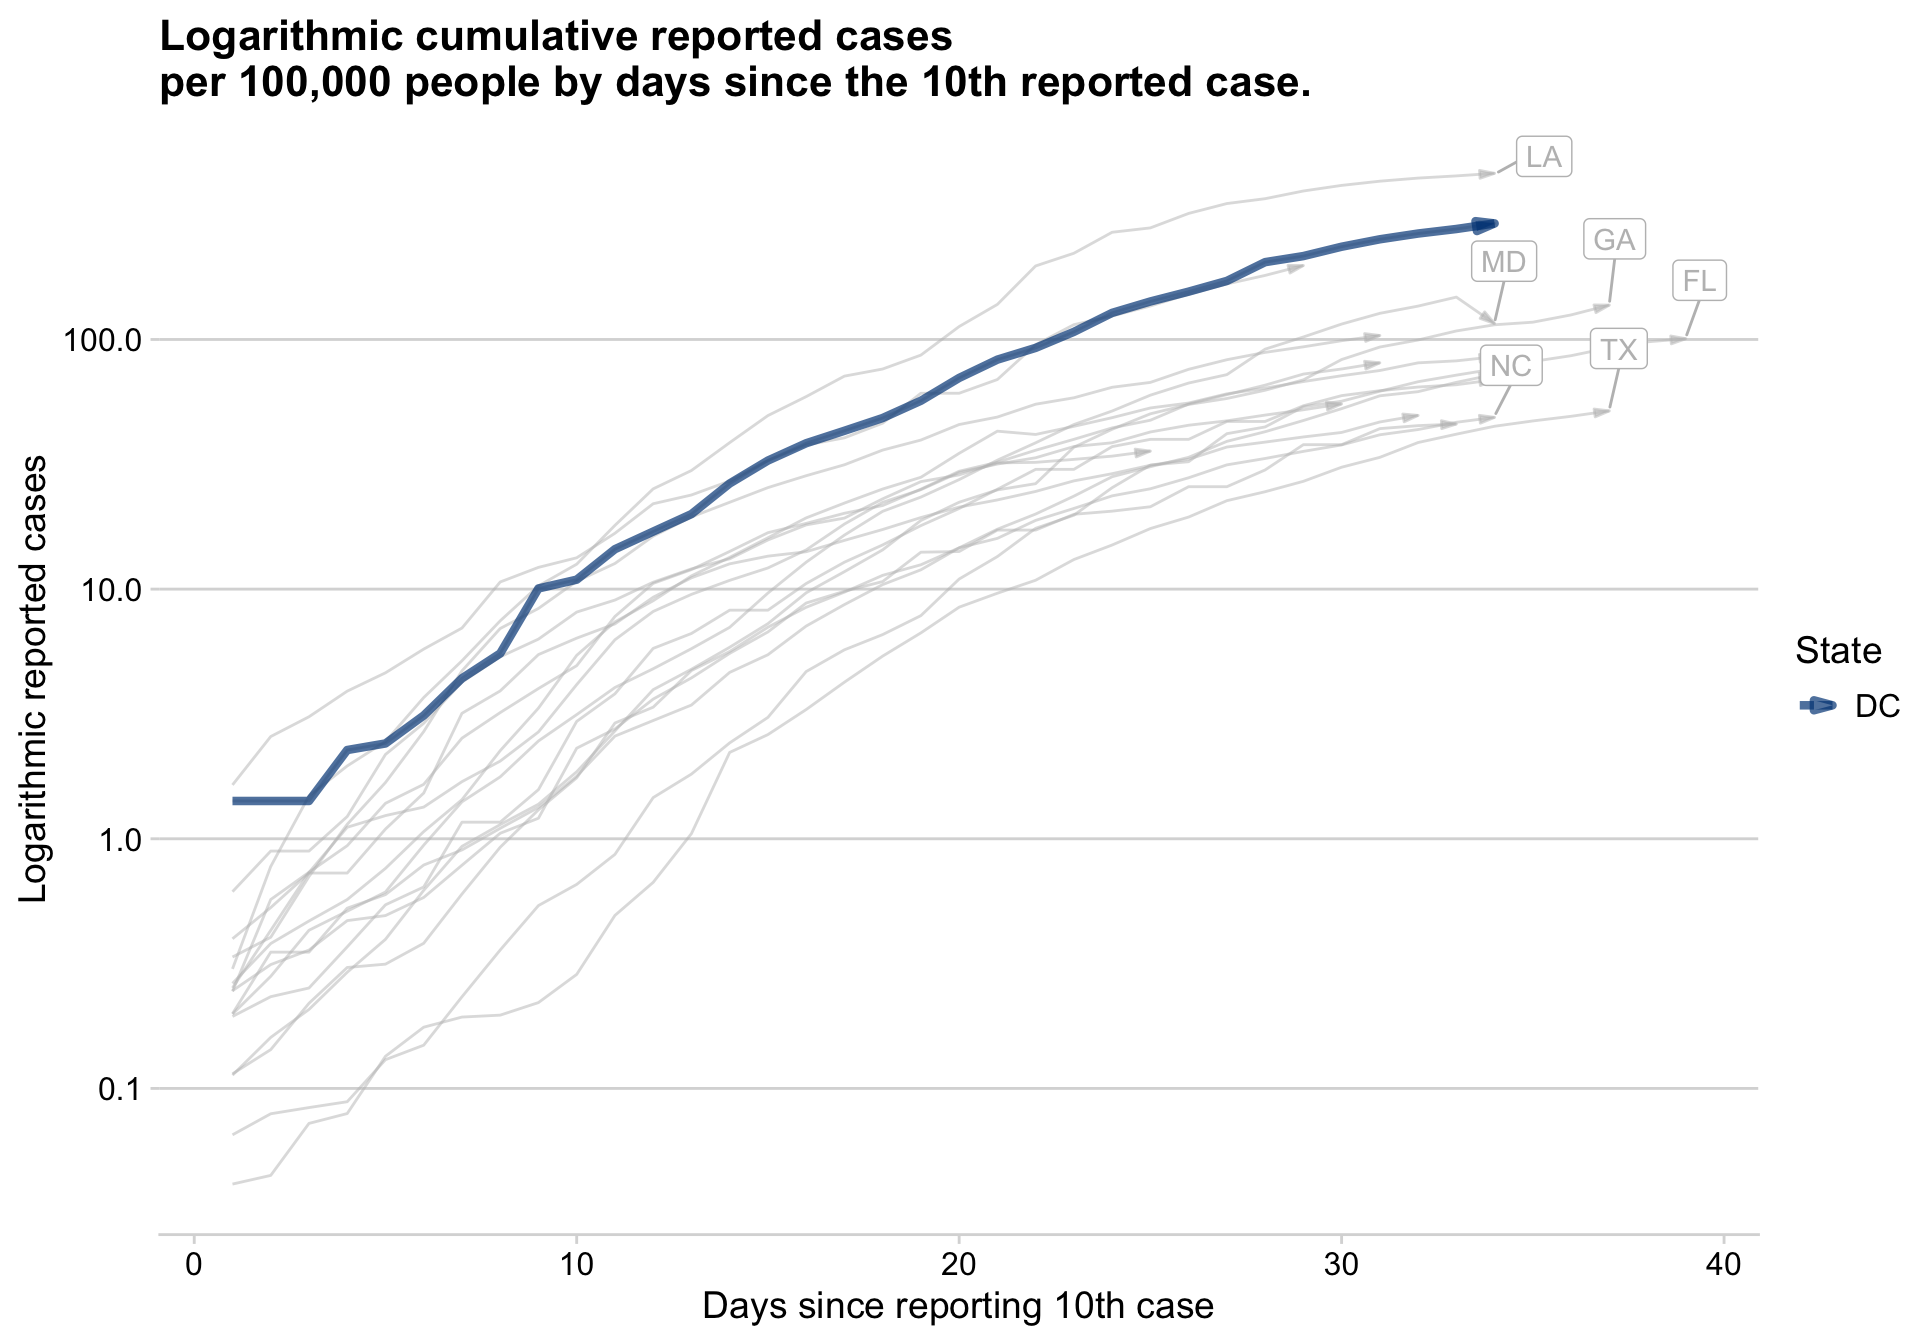 Logarithmic cumulative reported cases
per 100,000 people by days since the 10th reported case.
LA
GA
MD
FL
TX
NC
100.0
10.0
1.0
0.1
Logarithmic reported cases
State
DC
0
10
20
30
40
Days since reporting 10th case